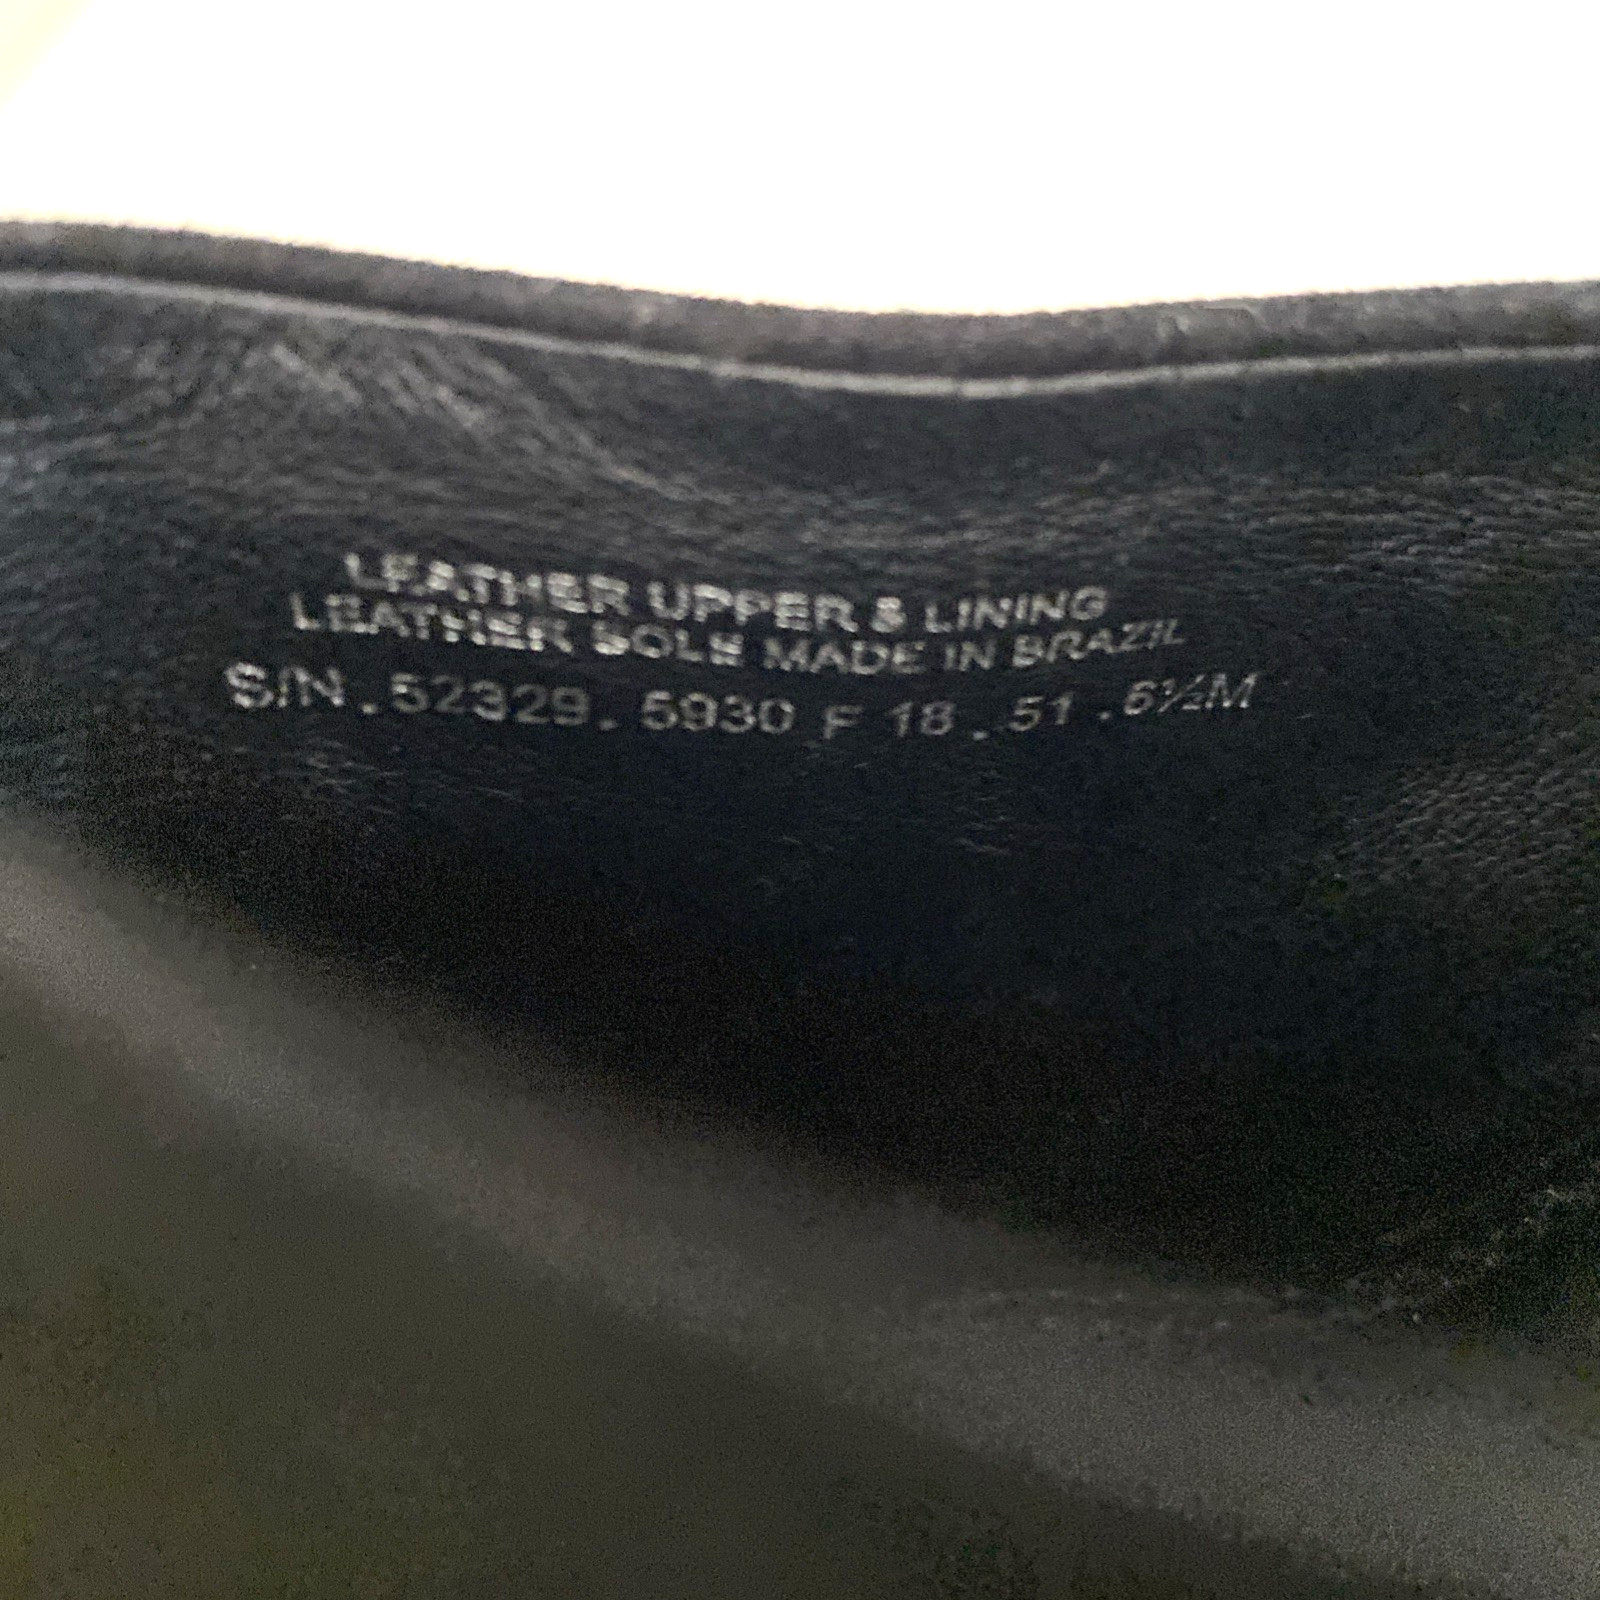 LEATHER UPPER & LINING
LEATHER SOLE MADE IN BRAZIL
S/N.52329.5930 F 18.51.6½M